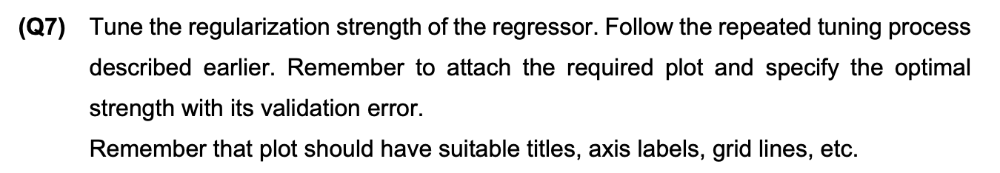 (Q7) Tune the regularization strength of the regressor. Follow the repeated tuning process
described earlier. Remember to attach the required plot and specify the optimal
strength with its validation error.
Remember that plot should have suitable titles, axis labels, grid lines, etc.